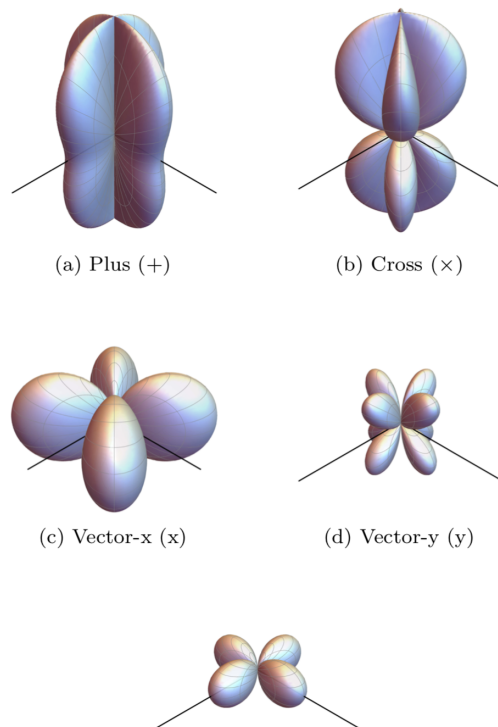 (a) Plus (+)
(b) Cross (×)
(c) Vector-x (x)
(d) Vector-y (y)